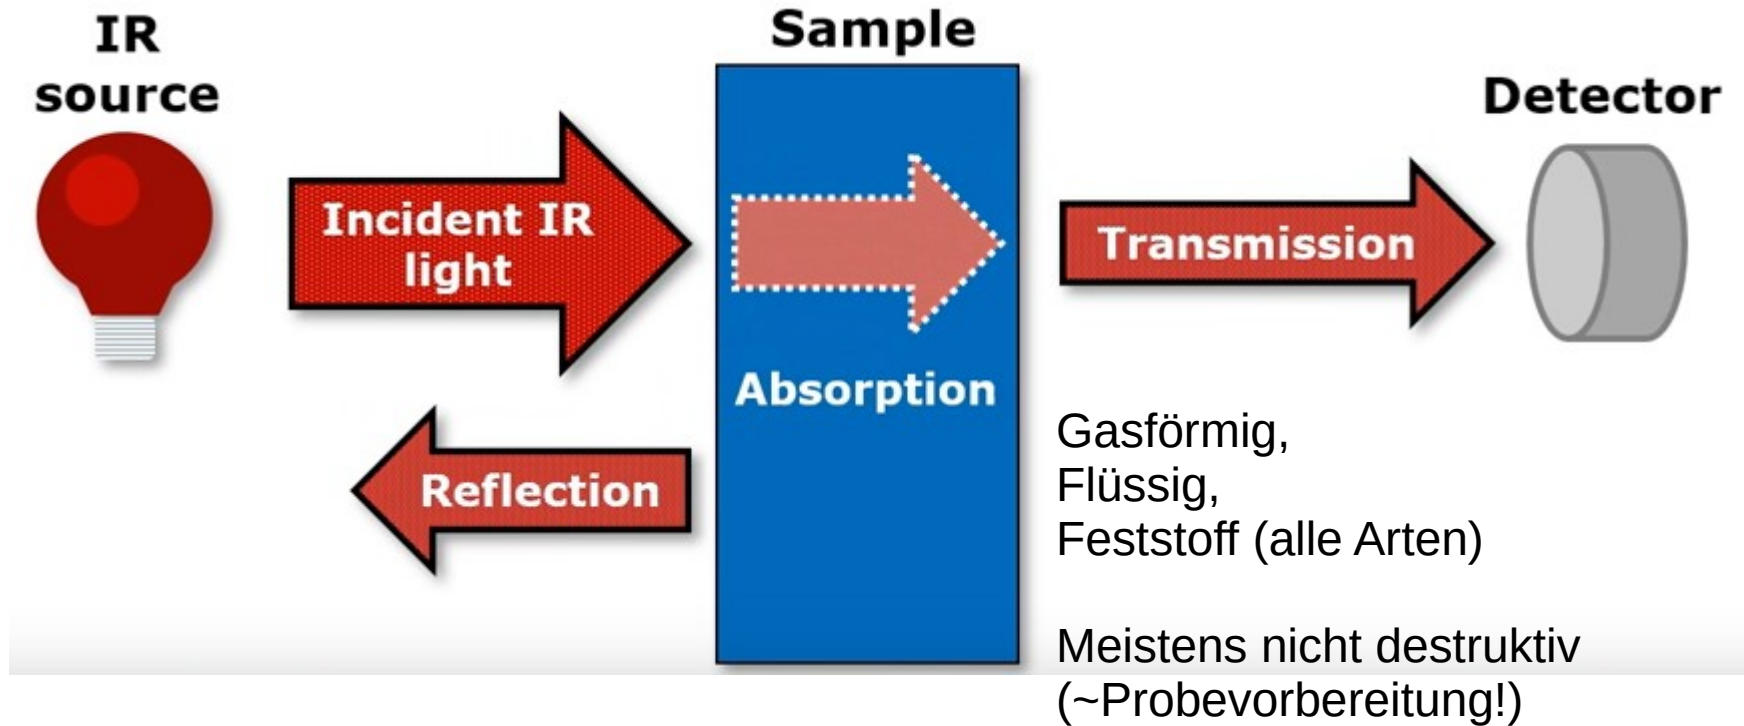 IR
source
Sample
Detector
Incident IR
light
Transmission
Absorption
Reflection
Gasförmig,
Flüssig,
Feststoff (alle Arten)
Meistens nicht destruktiv
(~Probevorbereitung!)